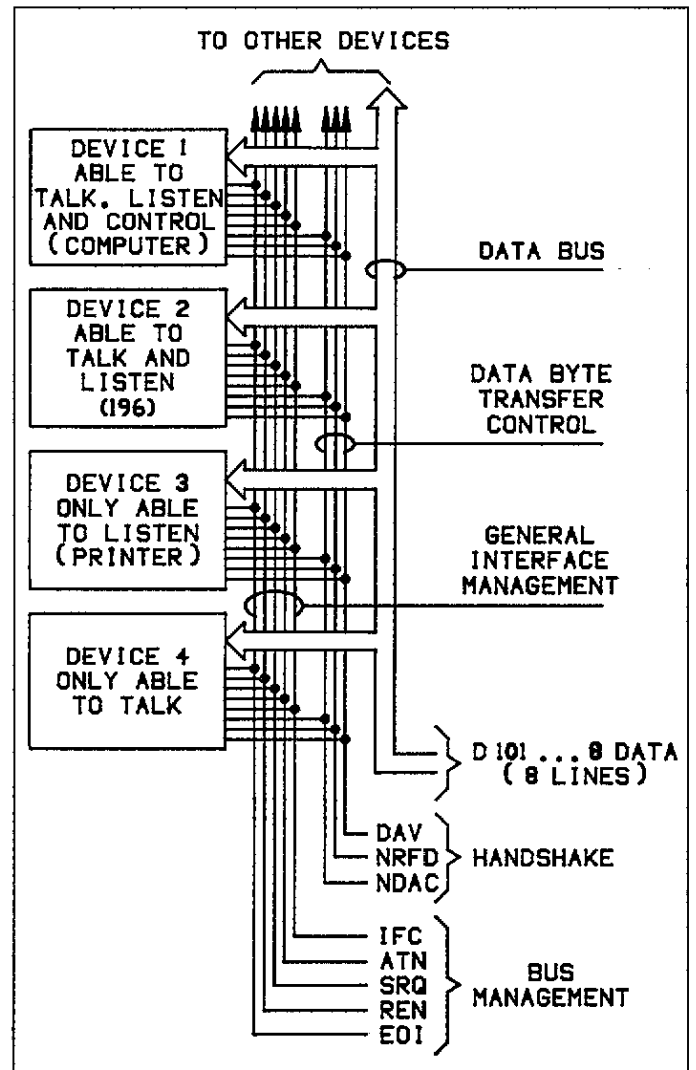 TO OTHER DEVICES
DEVICE 1
ABLE TO
TALK, LISTEN
AND CONTROL
(COMPUTER)
DATA BUS
DEVICE 2
ABLE TO
TALK AND
LISTEN
(196)
DATA BYTE
TRANSFER
CONTROL
DEVICE 3
ONLY ABLE
TO LISTEN
(PRINTER)
GENERAL
INTERFACE
MANAGEMENT
DEVICE 4
ONLY ABLE
TO TALK
D101 ... 8 DATA
(8 LINES)
DAV
NRFD
NDAC
HANDSHAKE
IFC
ATN
SRQ
REN
EOI
BUS
MANAGEMENT